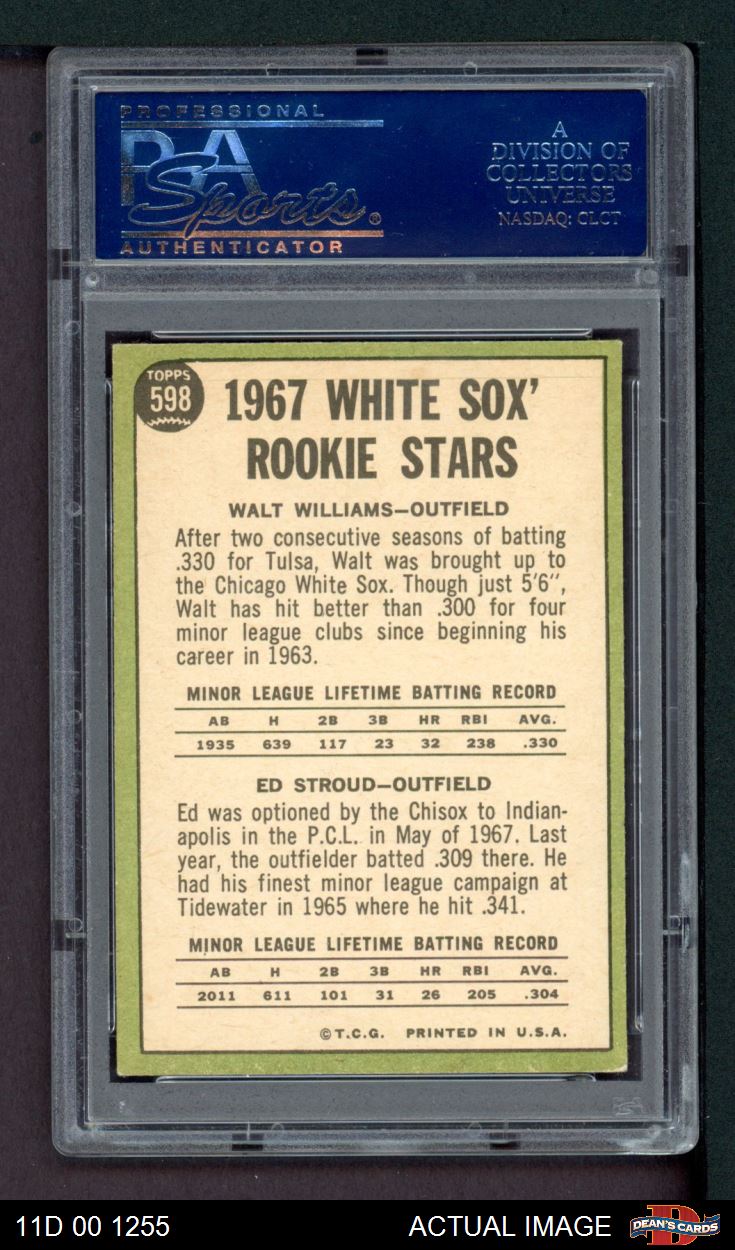 PROFESSIONAL
PSA
Sports®
AUTHENTICATOR
A
DIVISION OF
COLLECTORS
UNIVERSE
NASDAQ: CLCT
TOPPS
598
1967 WHITE SOX'
ROOKIE STARS
WALT WILLIAMS—OUTFIELD
After two consecutive seasons of batting
.330 for Tulsa, Walt was brought up to
the Chicago White Sox. Though just 5'6",
Walt has hit better than .300 for four
minor league clubs since beginning his
career in 1963.
MINOR LEAGUE LIFETIME BATTING RECORD
AB H 2B 3B HR RBI AVG.
1935 639 117 23 32 238 .330
ED STROUD—OUTFIELD
Ed was optioned by the Chisox to Indian-
apolis in the P.C.L. in May of 1967. Last
year, the outfielder batted .309 there. He
had his finest minor league campaign at
Tidewater in 1965 where he hit .341.
MINOR LEAGUE LIFETIME BATTING RECORD
AB H 2B 3B HR RBI AVG.
2011 611 101 31 26 205 .304
©T.C.G. PRINTED IN U.S.A.
11D 00 1255
ACTUAL IMAGE
DEAN'S CARDS